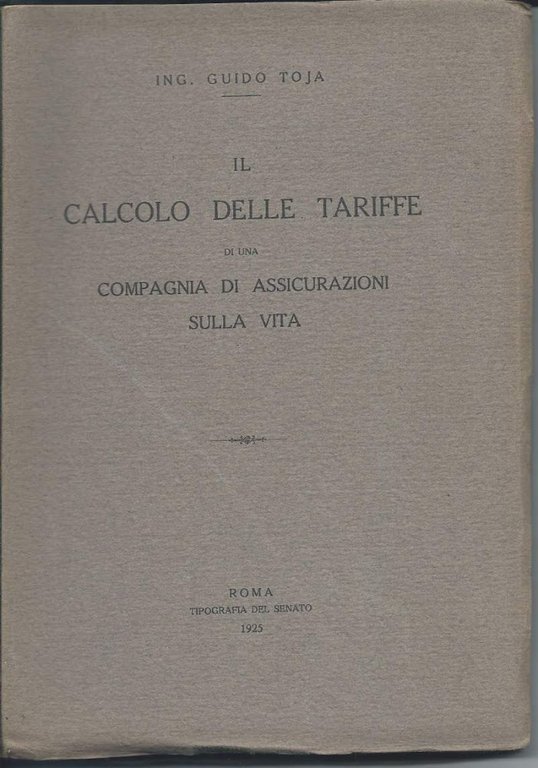 ING. GUIDO TOJA
IL
CALCOLO DELLE TARIFFE
DI UNA
COMPAGNIA DI ASSICURAZIONI
SULLA VITA
ROMA
TIPOGRAFIA DEL SENATO
1925